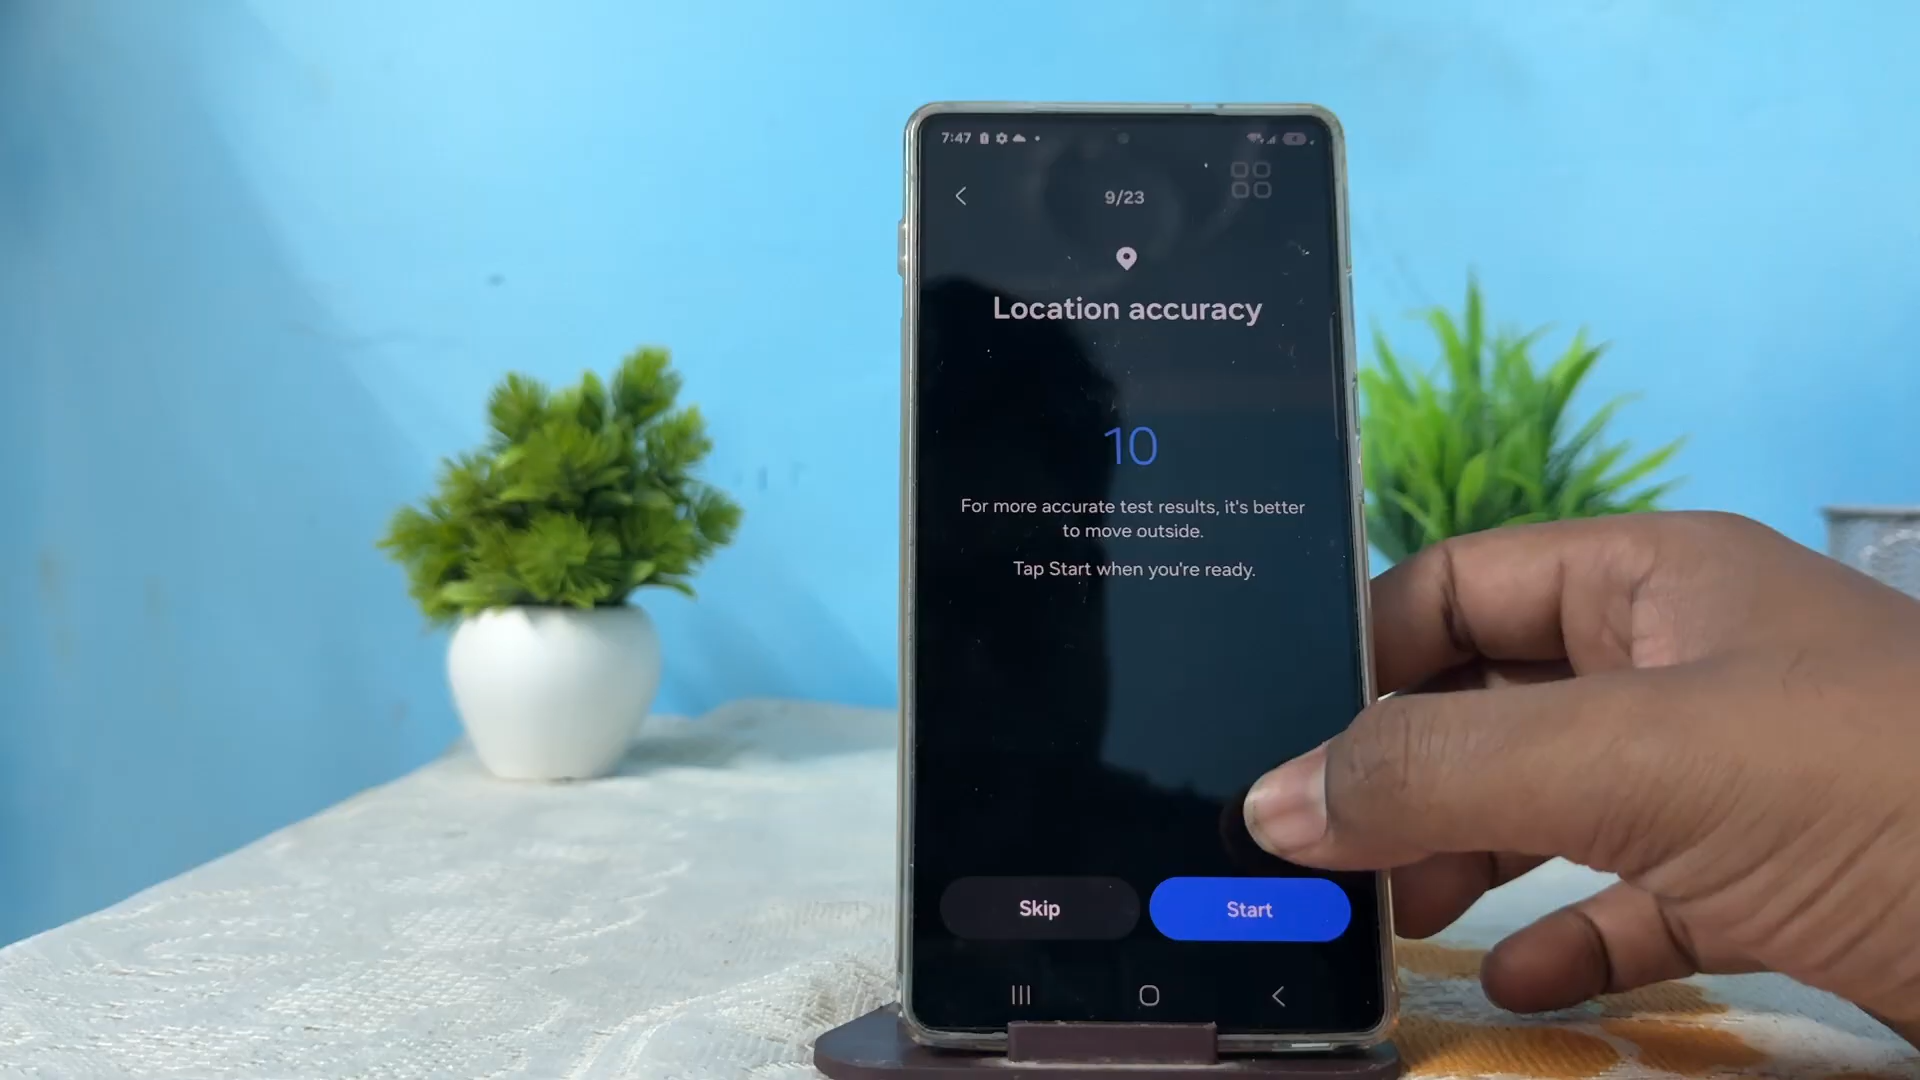 7:47
9/23
Location accuracy
10
For more accurate test results, it's better
to move outside.
Tap Start when you're ready.
Skip
Start